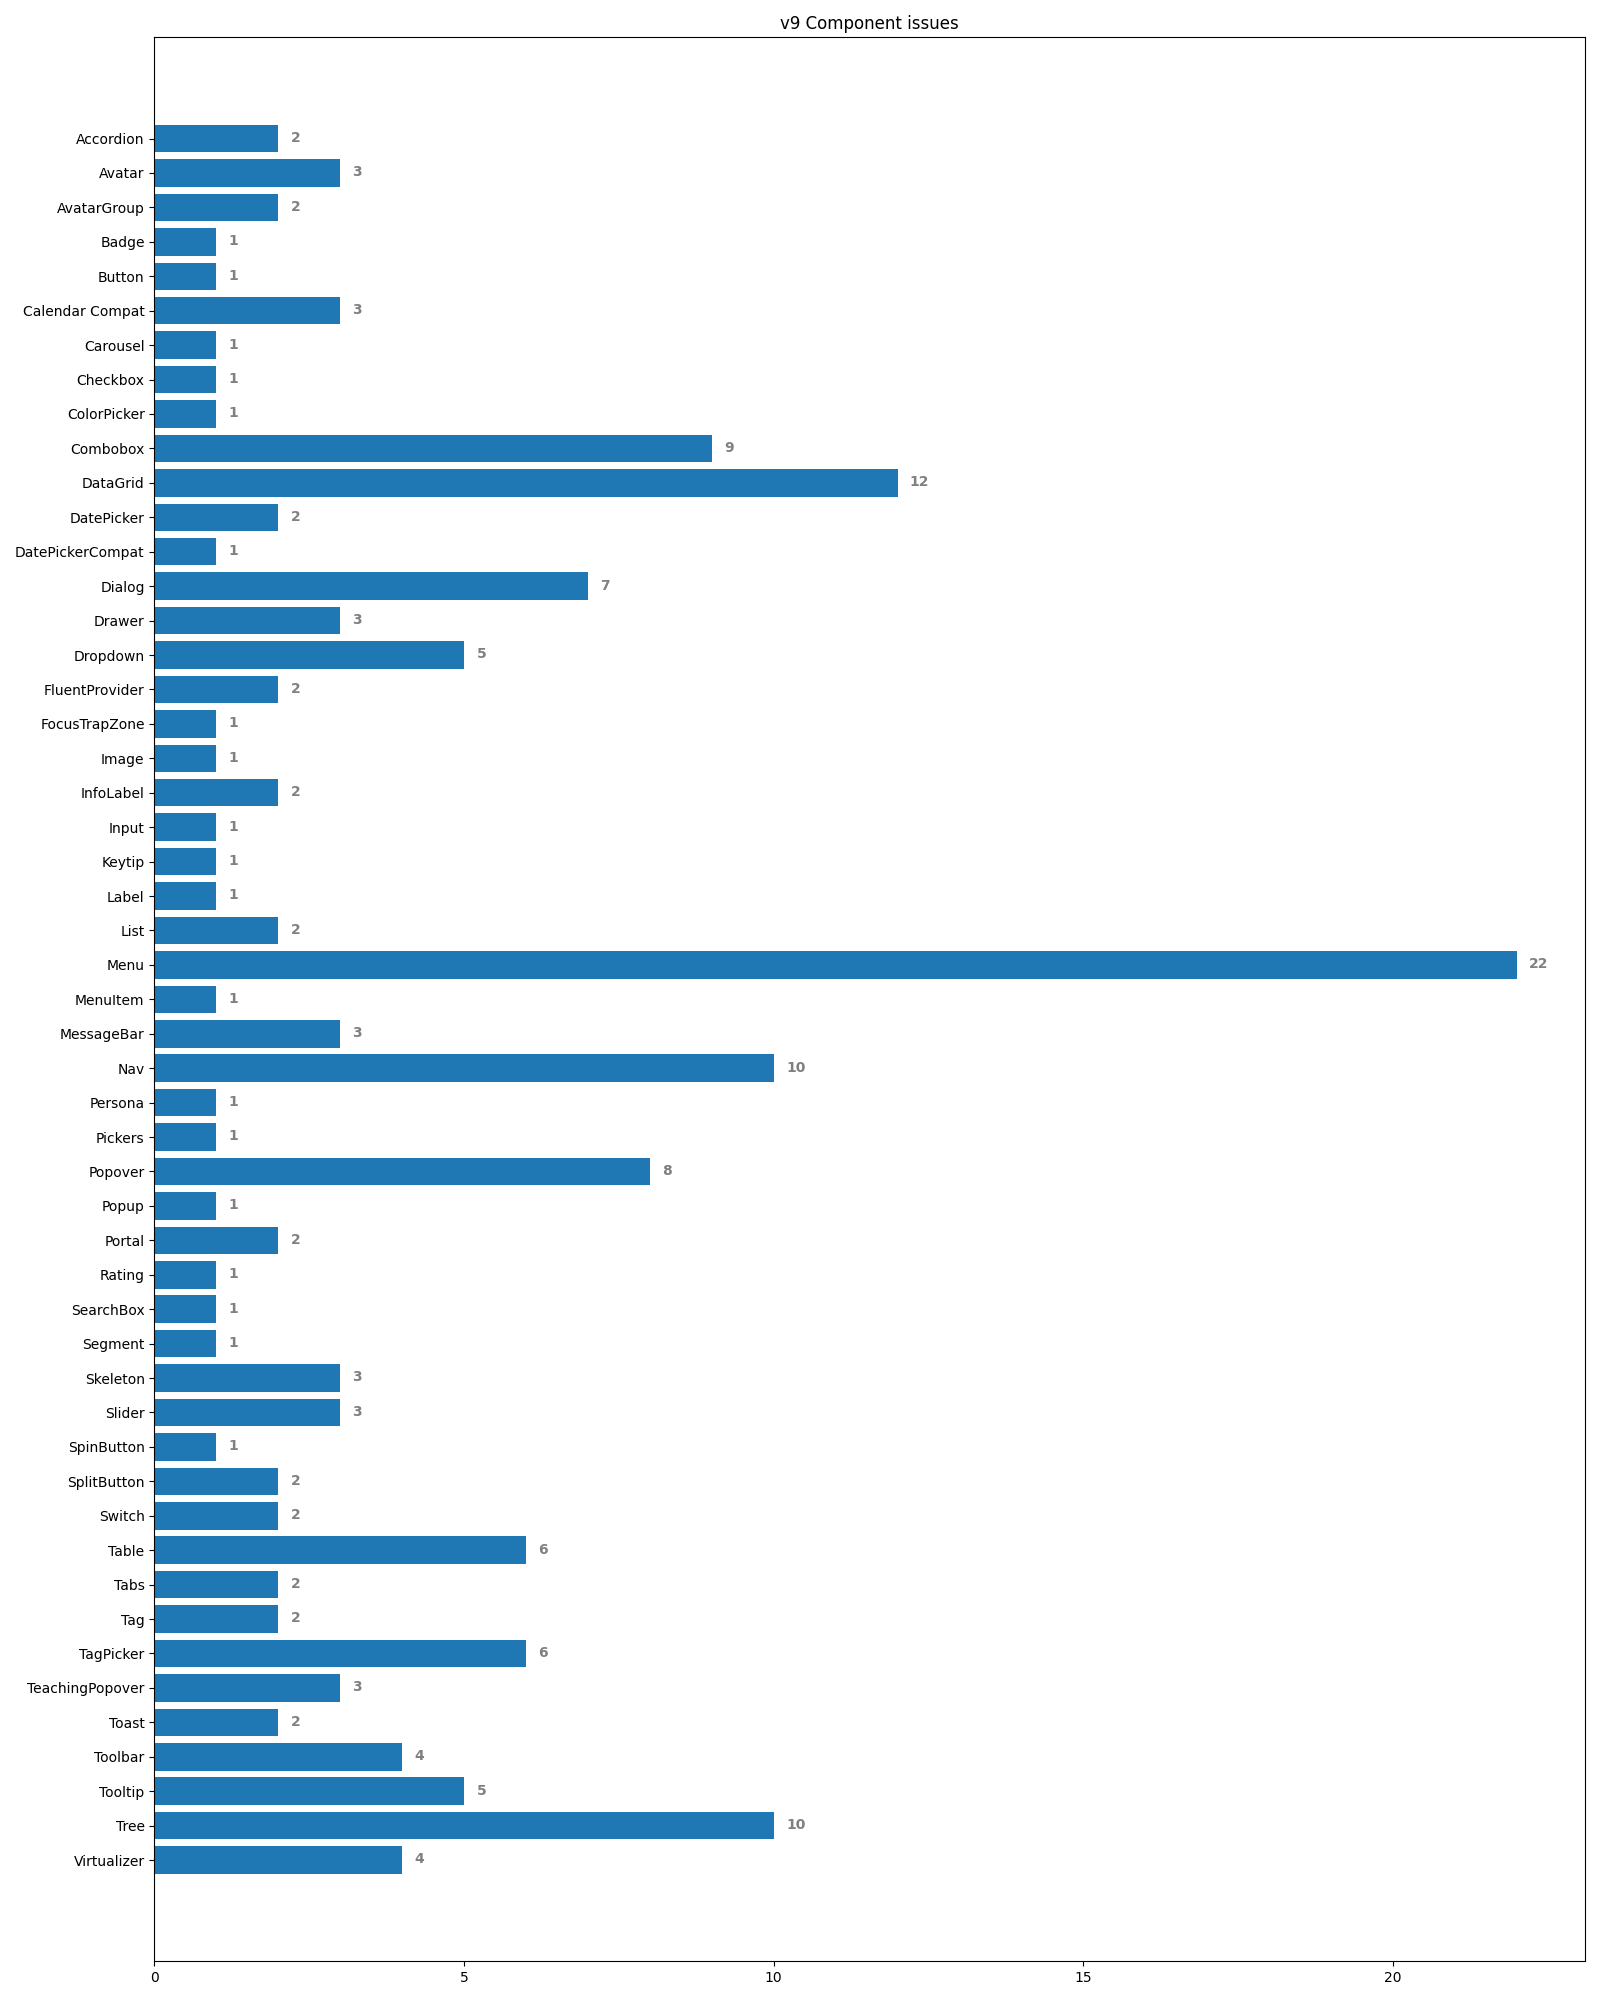 v9 Component issues
Accordion 2
Avatar 3
AvatarGroup 2
Badge 1
Button 1
Calendar Compat 3
Carousel 1
Checkbox 1
ColorPicker 1
Combobox 9
DataGrid 12
DatePicker 2
DatePickerCompat 1
Dialog 7
Drawer 3
Dropdown 5
FluentProvider 2
FocusTrapZone 1
Image 1
InfoLabel 2
Input 1
Keytip 1
Label 1
List 2
Menu 22
MenuItem 1
MessageBar 3
Nav 10
Persona 1
Pickers 1
Popover 8
Popup 1
Portal 2
Rating 1
SearchBox 1
Segment 1
Skeleton 3
Slider 3
SpinButton 1
SplitButton 2
Switch 2
Table 6
Tabs 2
Tag 2
TagPicker 6
TeachingPopover 3
Toast 2
Toolbar 4
Tooltip 5
Tree 10
Virtualizer 4
0 5 10 15 20